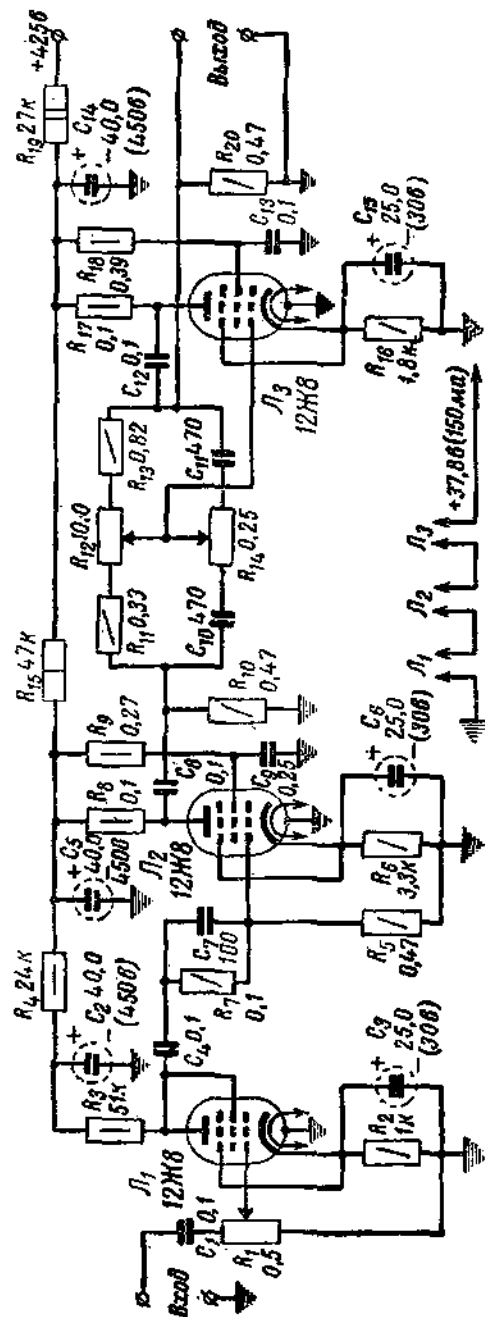 Вход
C₁ 0,1
R₁
0,5
Л₁
12Ж8
R₃
51к
C₂ 40,0
(450в)
R₂
1к
C₃
25,0
(30в)
R₄ 24к
C₄ 0,1
R₇
0,1
C₇
100
R₅
0,47
Л₂
12Ж8
C₅
40,0
450в
R₈
0,1
R₉
0,27
C₈
0,1
C₉
0,25
R₆
3,3к
C₆
25,0
(30в)
R₁₀
0,47
R₁₅ 47к
R₁₁ 0,33
R₁₂ 10,0
R₁₃ 0,82
C₁₀ 470
R₁₄ 0,25
C₁₁ 470
C₁₂ 0,1
Л₃
12Ж8
R₁₇
0,1
R₁₈
0,39
C₁₃
0,1
R₁₆
1,8к
C₁₅
25,0
(30в)
R₁₉ 27к
+425в
C₁₄
40,0
(450в)
R₂₀
0,47
Выход
Л₁ Л₂ Л₃
+37,8в(150ма)